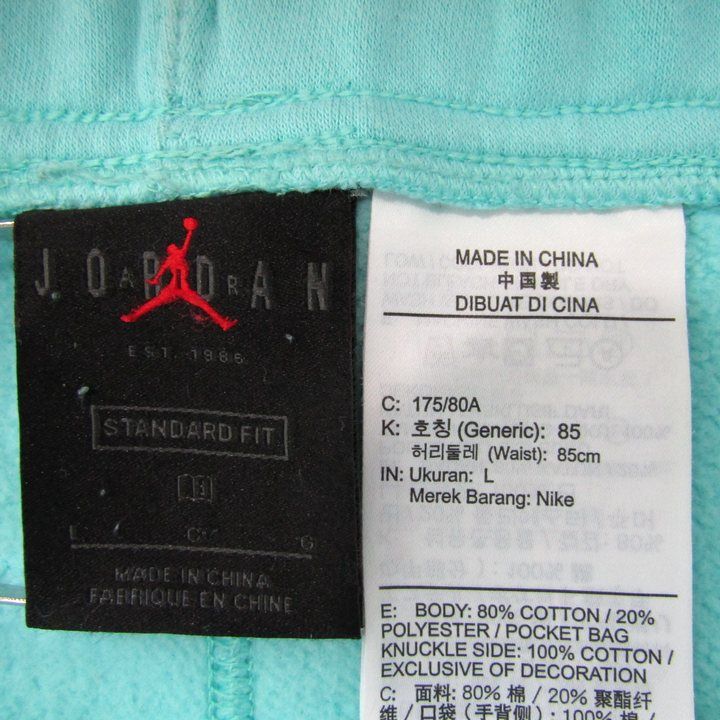 JORDAN
AIR
EST. 1986
STANDARD FIT
L C G
MADE IN CHINA
FABRIQUE EN CHINE
MADE IN CHINA
中国製
DIBUAT DI CINA
C: 175/80A
K: 호칭 (Generic): 85
허리둘레 (Waist): 85cm
IN: Ukuran: L
Merek Barang: Nike
E: BODY: 80% COTTON / 20%
POLYESTER / POCKET BAG
KNUCKLE SIDE: 100% COTTON /
EXCLUSIVE OF DECORATION
C: 面料: 80% 棉 / 20% 聚酯纤
维 / 口袋 (手背侧) : 100% 棉